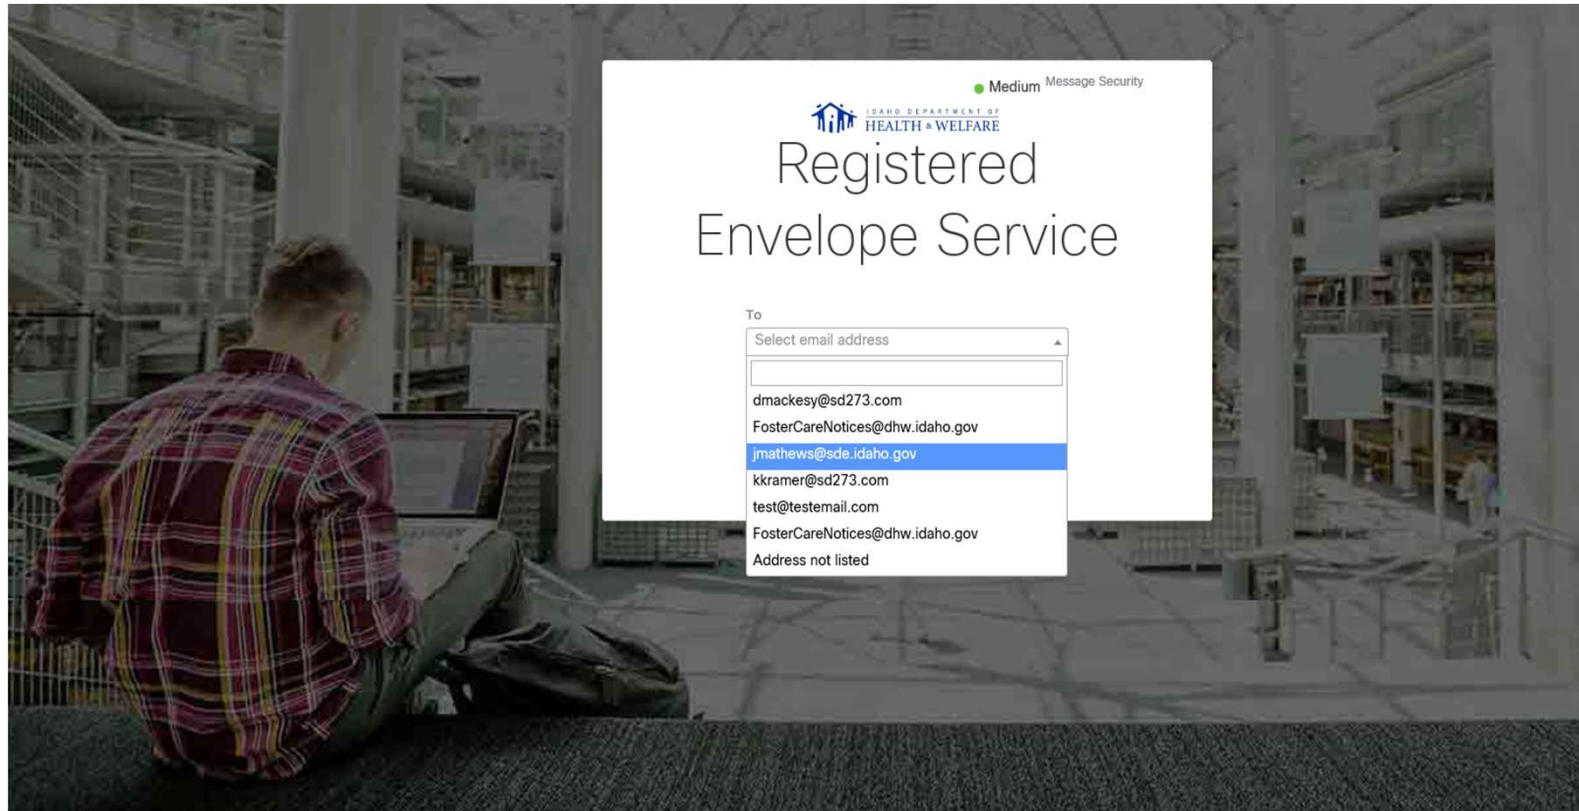 Medium Message Security
IDAHO DEPARTMENT OF
HEALTH & WELFARE
Registered
Envelope Service
To
Select email address
dmackesy@sd273.com
FosterCareNotices@dhw.idaho.gov
jmathews@sde.idaho.gov
kkramer@sd273.com
test@testemail.com
FosterCareNotices@dhw.idaho.gov
Address not listed